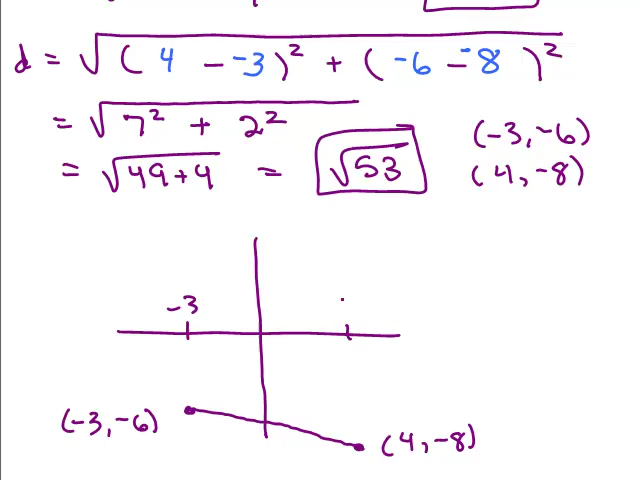 d = √(4 - -3)² + (-6 - -8)²
= √7² + 2²
(-3, -6)
= √49+4 = √53
(4, -8)
-3
(-3, -6)
(4, -8)